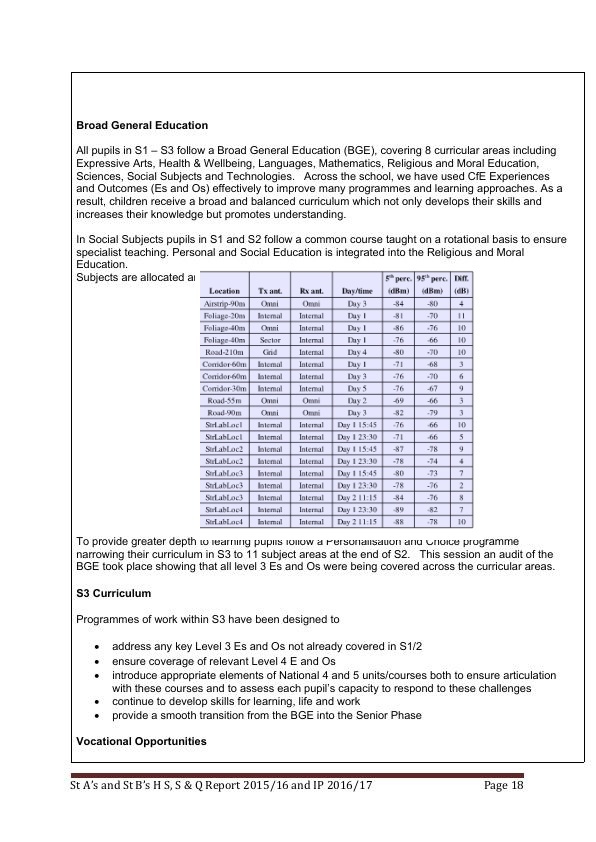 Broad General Education
All pupils in S1 – S3 follow a Broad General Education (BGE), covering 8 curricular areas including
Expressive Arts, Health & Wellbeing, Languages, Mathematics, Religious and Moral Education,
Sciences, Social Subjects and Technologies. Across the school, we have used CfE Experiences
and Outcomes (Es and Os) effectively to improve many programmes and learning approaches. As a
result, children receive a broad and balanced curriculum which not only develops their skills and
increases their knowledge but promotes understanding.
In Social Subjects pupils in S1 and S2 follow a common course taught on a rotational basis to ensure
specialist teaching. Personal and Social Education is integrated into the Religious and Moral
Education.
Subjects are allocated
Location Tx ant. Rx ant. Day/time 5th perc. (dBm) 95th perc. (dBm) Diff. (dB)
Airstrip-90m Omni Omni Day 3 -84 -80 4
Foliage-20m Internal Internal Day 1 -81 -70 11
Foliage-40m Omni Omni Day 1 -86 -76 10
Foliage-40m Sector Internal Day 1 -76 -66 10
Road-210m Grid Internal Day 4 -80 -70 10
Corridor-60m Internal Internal Day 1 -71 -68 3
Corridor-60m Internal Internal Day 3 -76 -70 6
Corridor-30m Internal Internal Day 5 -76 -67 9
Road-55m Omni Omni Day 2 -69 -66 3
Road-90m Omni Omni Day 3 -82 -79 3
StrLabLoc1 Internal Internal Day 1 15:45 -76 -66 10
StrLabLoc1 Internal Internal Day 1 23:30 -71 -66 5
StrLabLoc2 Internal Internal Day 1 15:45 -87 -78 9
StrLabLoc2 Internal Internal Day 1 23:30 -78 -74 4
StrLabLoc3 Internal Internal Day 1 15:45 -80 -73 7
StrLabLoc3 Internal Internal Day 1 23:30 -78 -76 2
StrLabLoc3 Internal Internal Day 2 11:15 -84 -76 8
StrLabLoc4 Internal Internal Day 1 23:30 -89 -82 7
StrLabLoc4 Internal Internal Day 2 11:15 -88 -78 10
To provide greater depth to learning pupils follow a Personalisation and Choice programme
narrowing their curriculum in S3 to 11 subject areas at the end of S2. This session an audit of the
BGE took place showing that all level 3 Es and Os were being covered across the curricular areas.
S3 Curriculum
Programmes of work within S3 have been designed to
• address any key Level 3 Es and Os not already covered in S1/2
• ensure coverage of relevant Level 4 E and Os
• introduce appropriate elements of National 4 and 5 units/courses both to ensure articulation
with these courses and to assess each pupil's capacity to respond to these challenges
• continue to develop skills for learning, life and work
• provide a smooth transition from the BGE into the Senior Phase
Vocational Opportunities
St A's and St B's H S, S & Q Report 2015/16 and IP 2016/17 Page 18